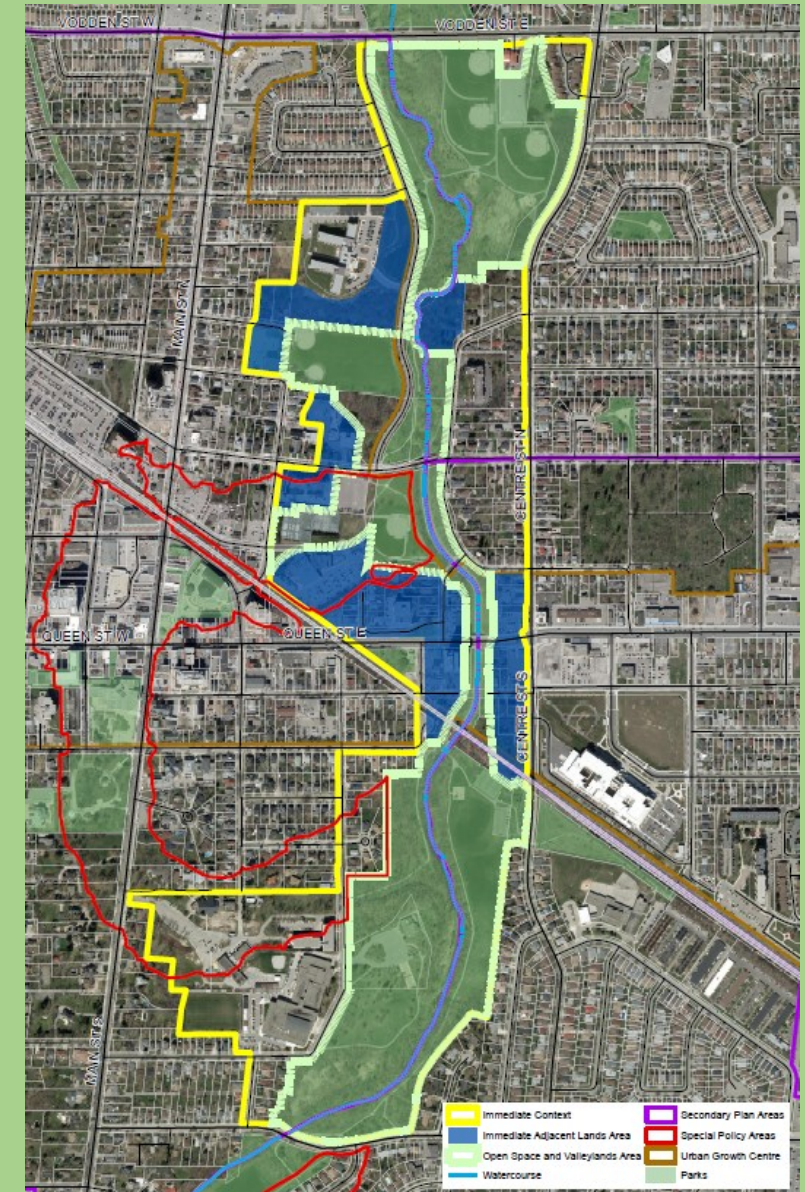 VODDEN ST W
VODDEN ST E
MAIN ST N
CENTRE ST N
QUEEN ST W
QUEEN ST E
CENTRE ST S
MAIN ST S
Immediate Context
Secondary Plan Areas
Immediate Adjacent Lands Area
Special Policy Areas
Open Space and Valleylands Area
Urban Growth Centre
Watercourse
Parks